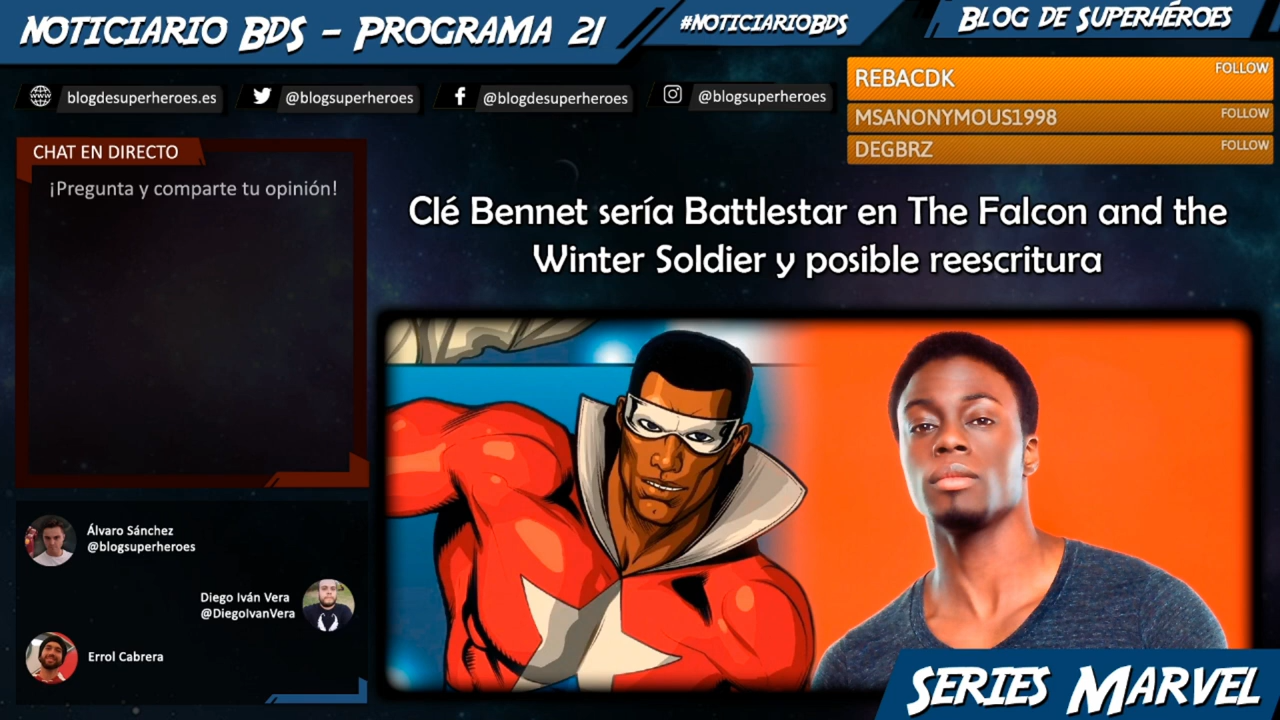 NOTICIARIO BDS - PROGRAMA 21
#NOTICIARIOBDS
BLOG DE SUPERHÉROES
blogdesuperheroes.es
@blogsuperheroes
@blogdesuperheroes
@blogsuperheroes
REBACDK FOLLOW
MSANONYMOUS1998 FOLLOW
DEGBRZ FOLLOW
CHAT EN DIRECTO
¡Pregunta y comparte tu opinión!
Clé Bennet sería Battlestar en The Falcon and the
Winter Soldier y posible reescritura
Álvaro Sánchez
@blogsuperheroes
Diego Iván Vera
@DiegoIvanVera
Errol Cabrera
SERIES MARVEL